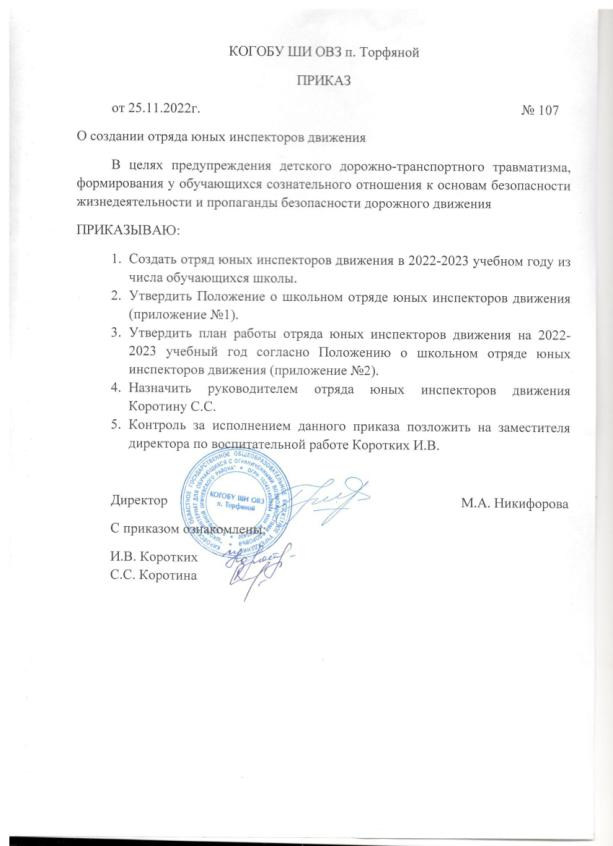 КОГОБУ ШИ ОВЗ п. Торфяной
ПРИКАЗ
от 25.11.2022г. № 107
О создании отряда юных инспекторов движения
В целях предупреждения детского дорожно-транспортного травматизма,
формирования у обучающихся сознательного отношения к основам безопасности
жизнедеятельности и пропаганды безопасности дорожного движения
ПРИКАЗЫВАЮ:
1. Создать отряд юных инспекторов движения в 2022-2023 учебном году из
числа обучающихся школы.
2. Утвердить Положение о школьном отряде юных инспекторов движения
(приложение №1).
3. Утвердить план работы отряда юных инспекторов движения на 2022-
2023 учебный год согласно Положению о школьном отряде юных
инспекторов движения (приложение №2).
4. Назначить руководителем отряда юных инспекторов движения
Коротину С.С.
5. Контроль за исполнением данного приказа позложить на заместителя
директора по воспитательной работе Коротких И.В.
КОГОБУ ШИ ОВЗ
п. Торфяной
Директор М.А. Никифорова
С приказом ознакомлены:
И.В. Коротких
С.С. Коротина